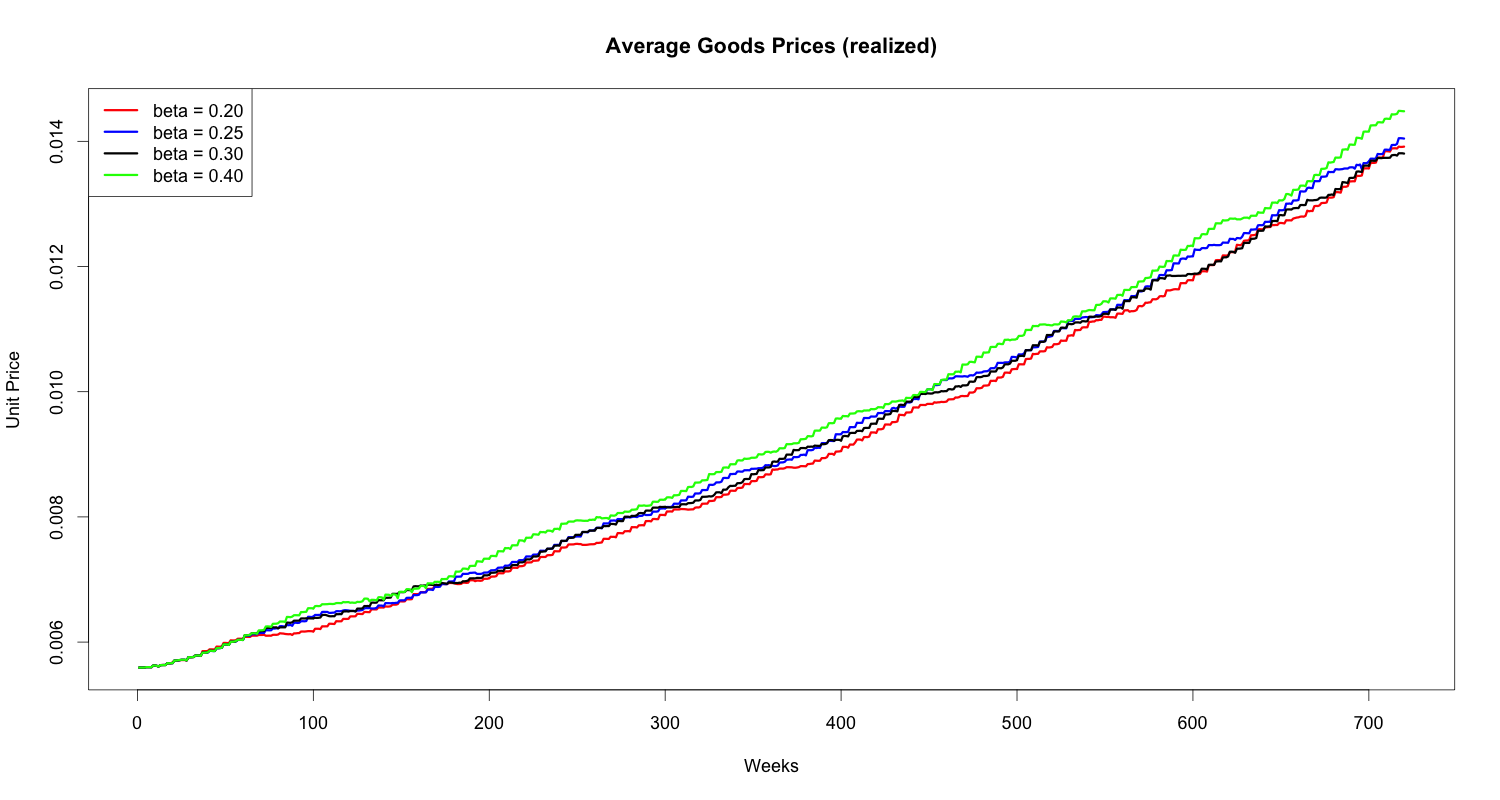 Average Goods Prices (realized)
beta = 0.20
beta = 0.25
beta = 0.30
beta = 0.40
Unit Price
0.014
0.012
0.010
0.008
0.006
0 100 200 300 400 500 600 700
Weeks